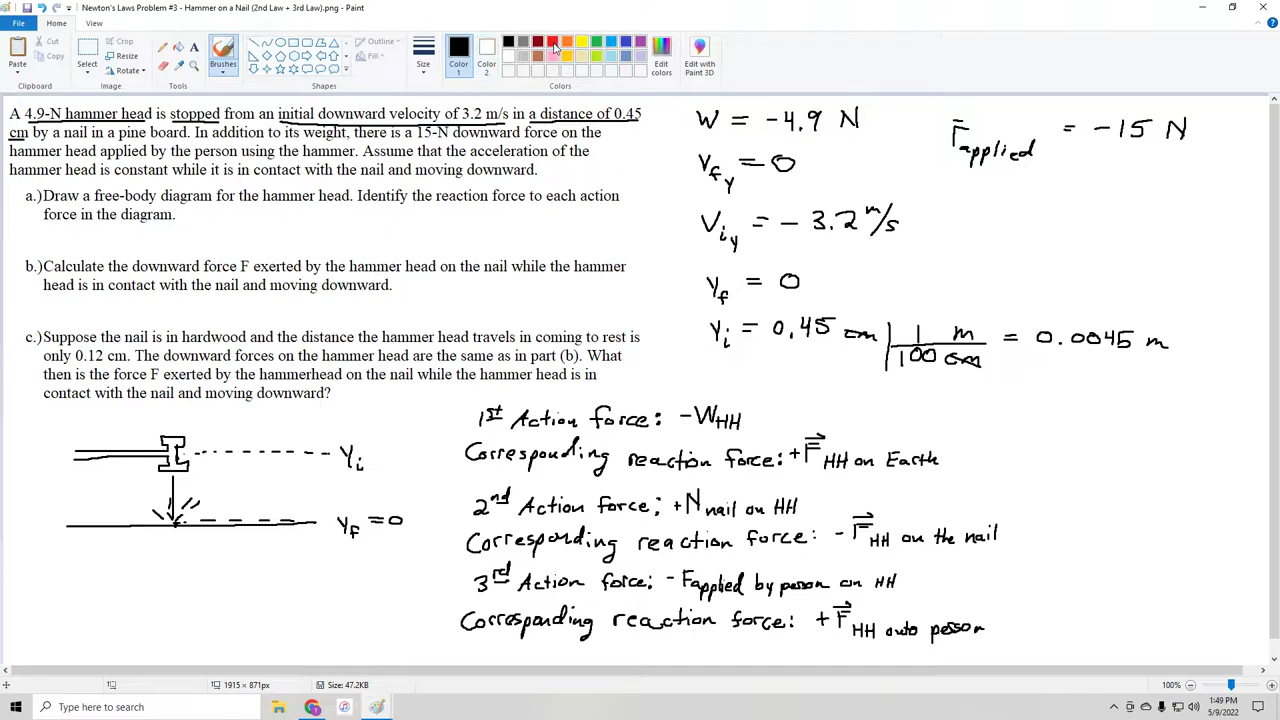 Newton's Laws Problem #3 - Hammer on a Nail (2nd Law + 3rd Law).png - Paint
File Home View
Paste
Cut
Copy
Clipboard
Select
Crop
Resize
Rotate
Image
Tools
Brushes
Outline
Fill
Shapes
Size
Color 1
Color 2
Edit colors
Colors
Edit with Paint 3D
A 4.9-N hammer head is stopped from an initial downward velocity of 3.2 m/s in a distance of 0.45
cm by a nail in a pine board. In addition to its weight, there is a 15-N downward force on the
hammer head applied by the person using the hammer. Assume that the acceleration of the
hammer head is constant while it is in contact with the nail and moving downward.
a.)Draw a free-body diagram for the hammer head. Identify the reaction force to each action
force in the diagram.
b.)Calculate the downward force F exerted by the hammer head on the nail while the hammer
head is in contact with the nail and moving downward.
c.)Suppose the nail is in hardwood and the distance the hammer head travels in coming to rest is
only 0.12 cm. The downward forces on the hammer head are the same as in part (b). What
then is the force F exerted by the hammerhead on the nail while the hammer head is in
contact with the nail and moving downward?
yi
yf = 0
W = -4.9 N
F applied = -15 N
vfy = 0
Viy = - 3.2 m/s
yf = 0
yi = 0.45 cm | 1 m / 100 cm = 0.0045 m
1st Action force: -WHH
Corresponding reaction force: +F HH on Earth
2nd Action force; +N nail on HH
Corresponding reaction force: - F HH on the nail
3rd Action force: - Fapplied by person on HH
Corresponding reaction force: + F HH onto person
1915 × 871px
Size: 47.2KB
100%
Type here to search
1:49 PM
5/9/2022